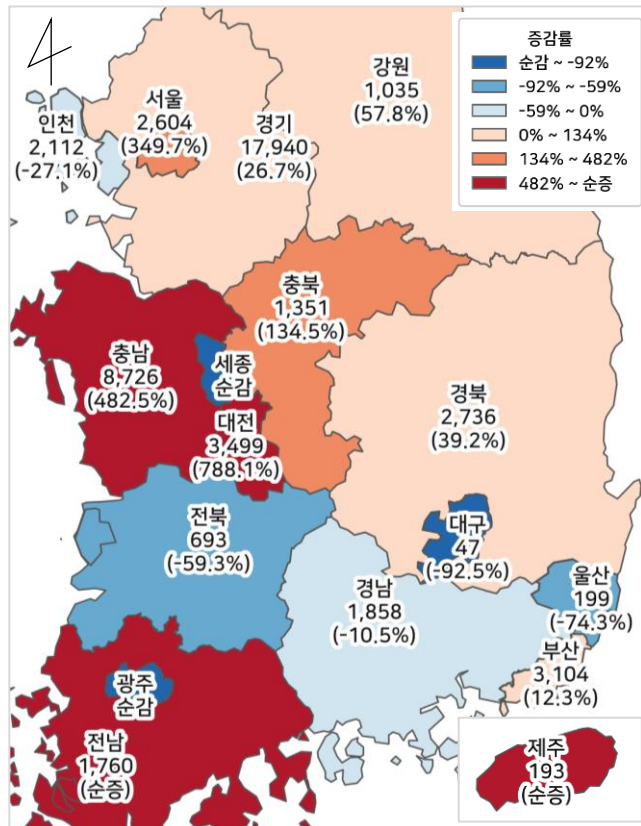 증감률
순감 ~ -92%
-92% ~ -59%
-59% ~ 0%
0% ~ 134%
134% ~ 482%
482% ~ 순증
강원
1,035
(57.8%)
서울
2,604
(349.7%)
경기
17,940
(26.7%)
인천
2,112
(-27.1%)
충북
1,351
(134.5%)
충남
8,726
(482.5%)
세종
순감
대전
3,499
(788.1%)
경북
2,736
(39.2%)
전북
693
(-59.3%)
대구
47
(-92.5%)
울산
199
(-74.3%)
경남
1,858
(-10.5%)
부산
3,104
(12.3%)
광주
순감
전남
1,760
(순증)
제주
193
(순증)